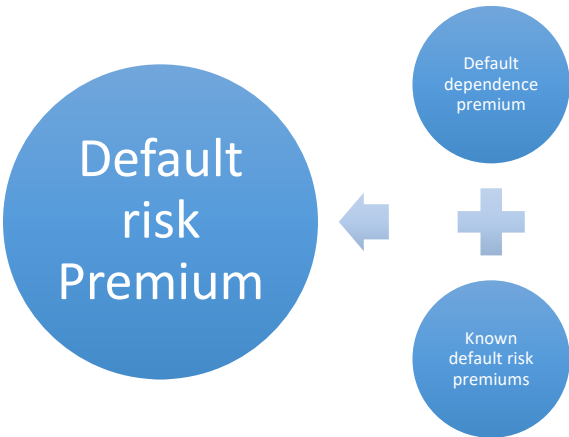 Default
risk
Premium
Default
dependence
premium
Known
default risk
premiums